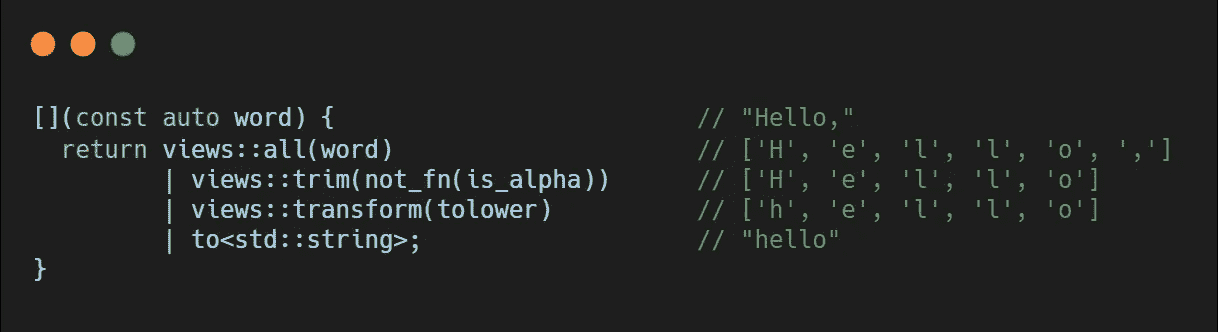 [](const auto word) { // "Hello,"
return views::all(word) // ['H', 'e', 'l', 'l', 'o', ',']
| views::trim(not_fn(is_alpha)) // ['H', 'e', 'l', 'l', 'o']
| views::transform(tolower) // ['h', 'e', 'l', 'l', 'o']
| to<std::string>; // "hello"
}